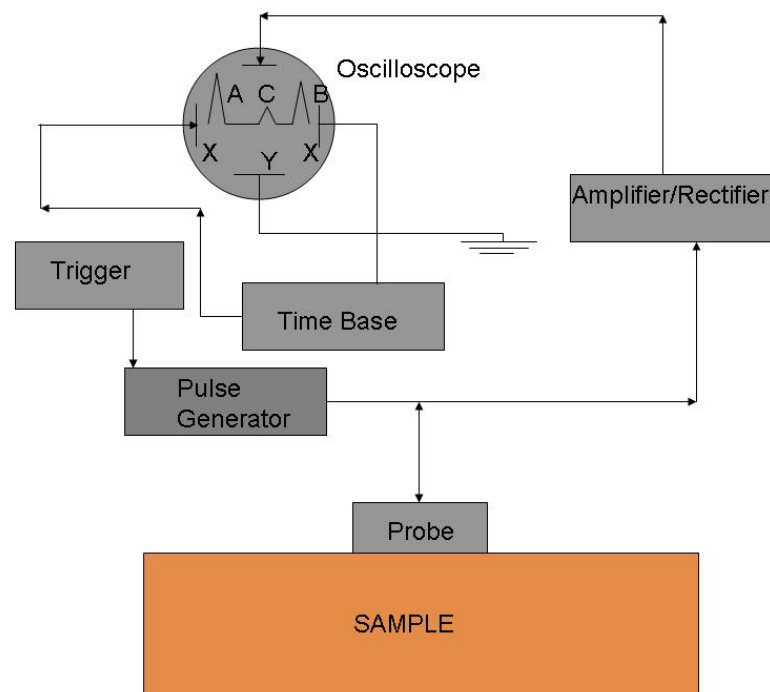 Oscilloscope
A C B
X Y X
Amplifier/Rectifier
Trigger
Time Base
Pulse
Generator
Probe
SAMPLE